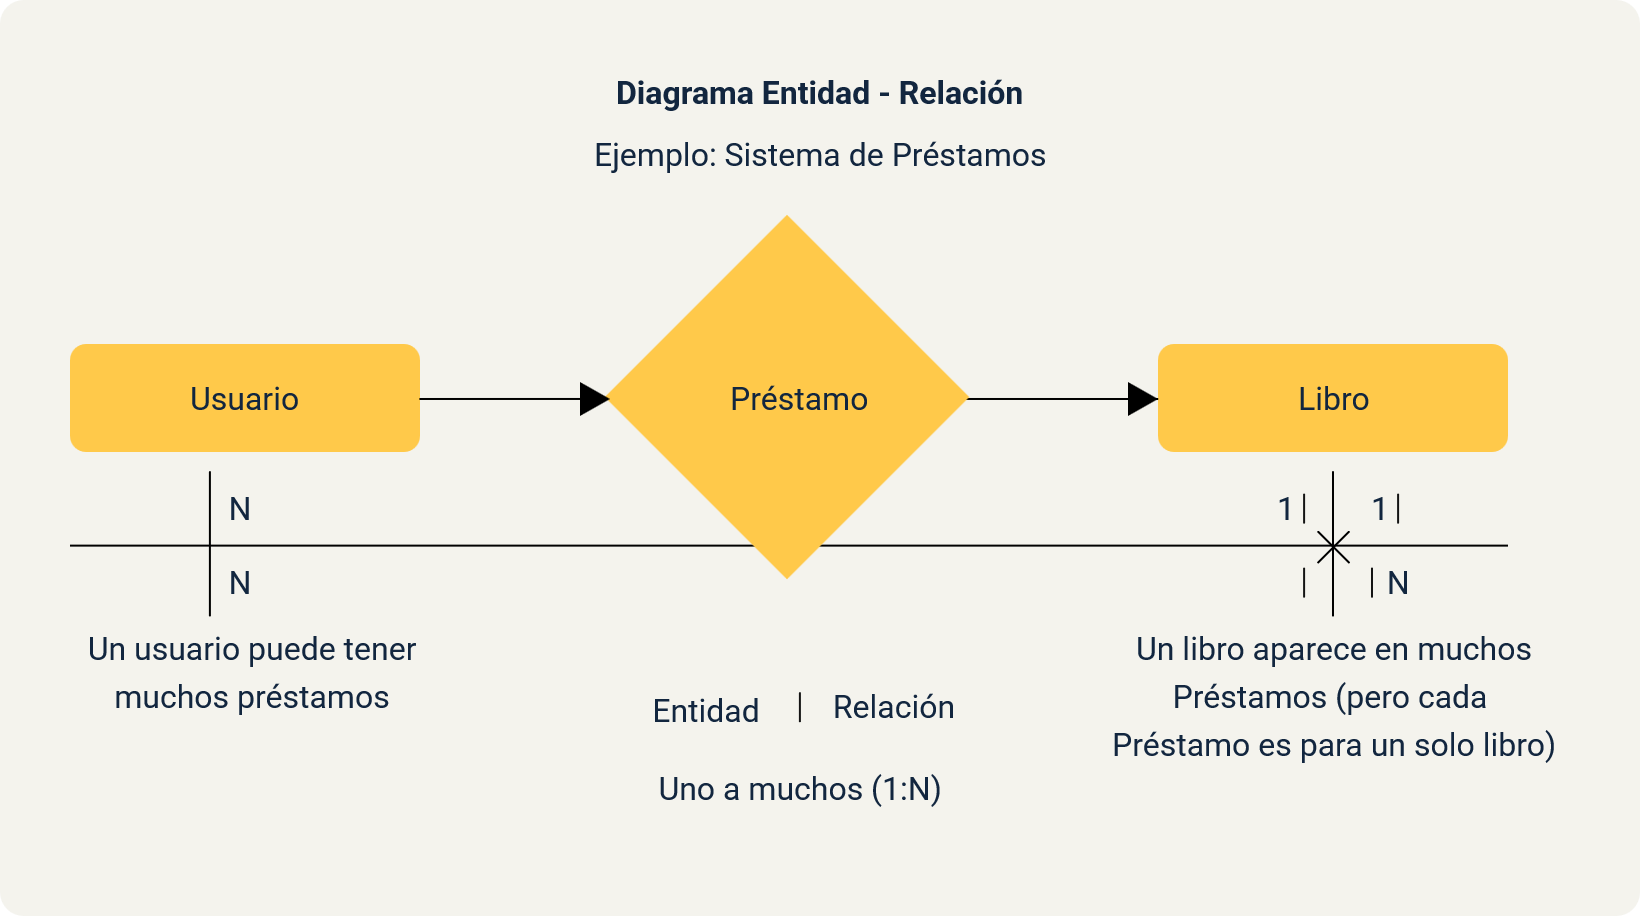 Diagrama Entidad - Relación
Ejemplo: Sistema de Préstamos
Usuario
Préstamo
Libro
N
1| 1|
N
| | N
Un usuario puede tener
muchos préstamos
Un libro aparece en muchos
Préstamos (pero cada
Préstamo es para un solo libro)
Entidad | Relación
Uno a muchos (1:N)